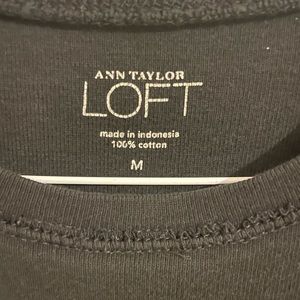 ANN TAYLOR
LOFT
made in indonesia
100% cotton
M